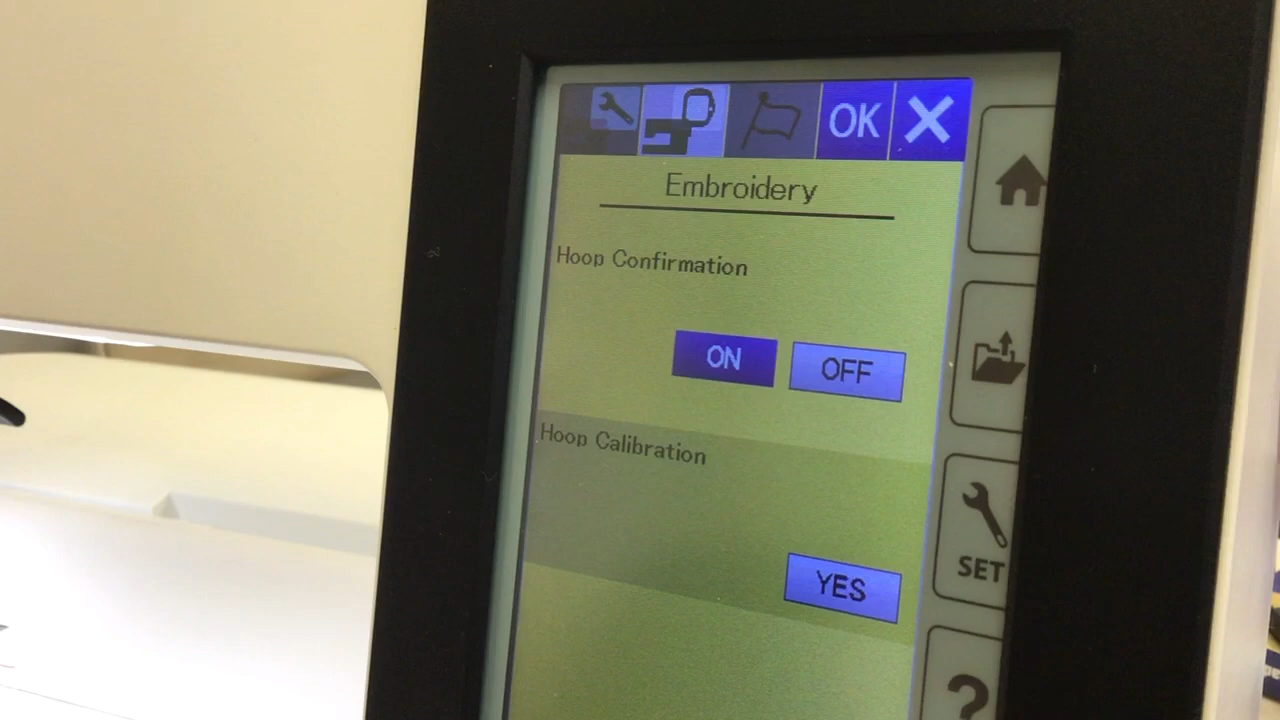 OK X
Embroidery
Hoop Confirmation
ON OFF
Hoop Calibration
YES
SET
?